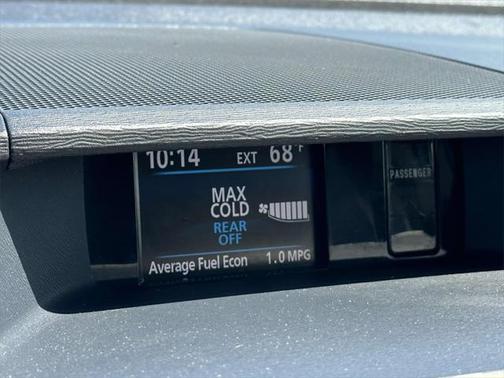 10:14 EXT 68°F
MAX
COLD
REAR
OFF
Average Fuel Econ 1.0 MPG
PASSENGER